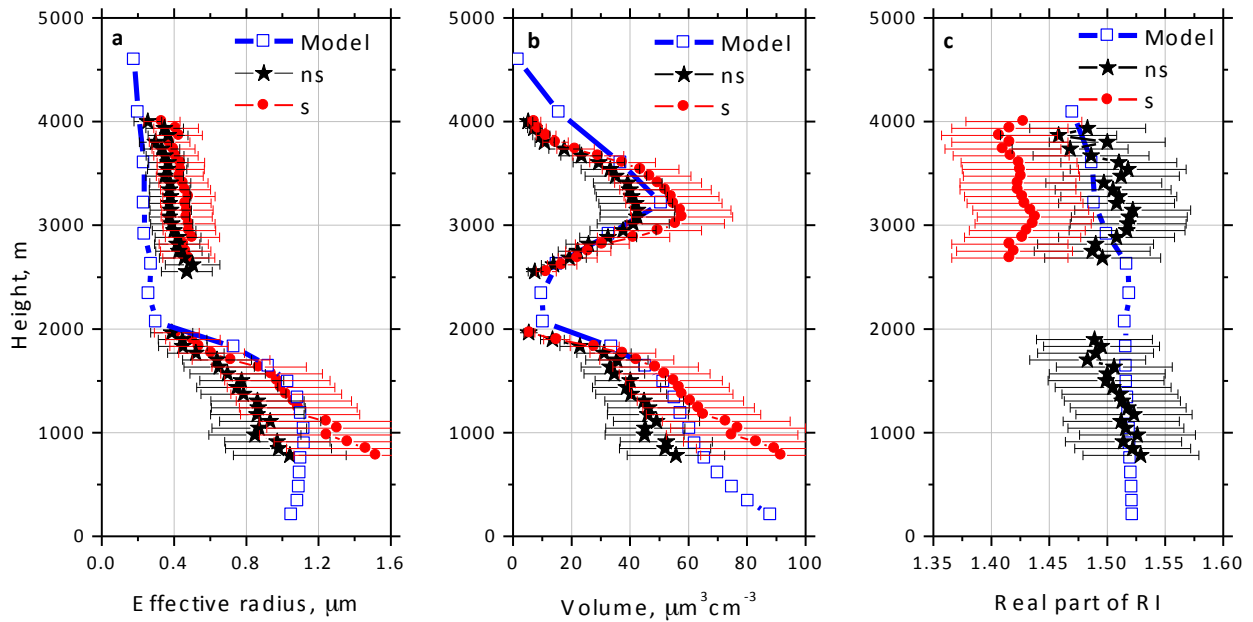 a
Model
ns
s
5000
4000
3000
2000
1000
0
Height, m
0.0 0.4 0.8 1.2 1.6
Effective radius, μm
b
Model
ns
s
5000
4000
3000
2000
1000
0
0 20 40 60 80 100
Volume, μm³cm⁻³
c
Model
ns
s
5000
4000
3000
2000
1000
0
1.35 1.40 1.45 1.50 1.55 1.60
Real part of RI